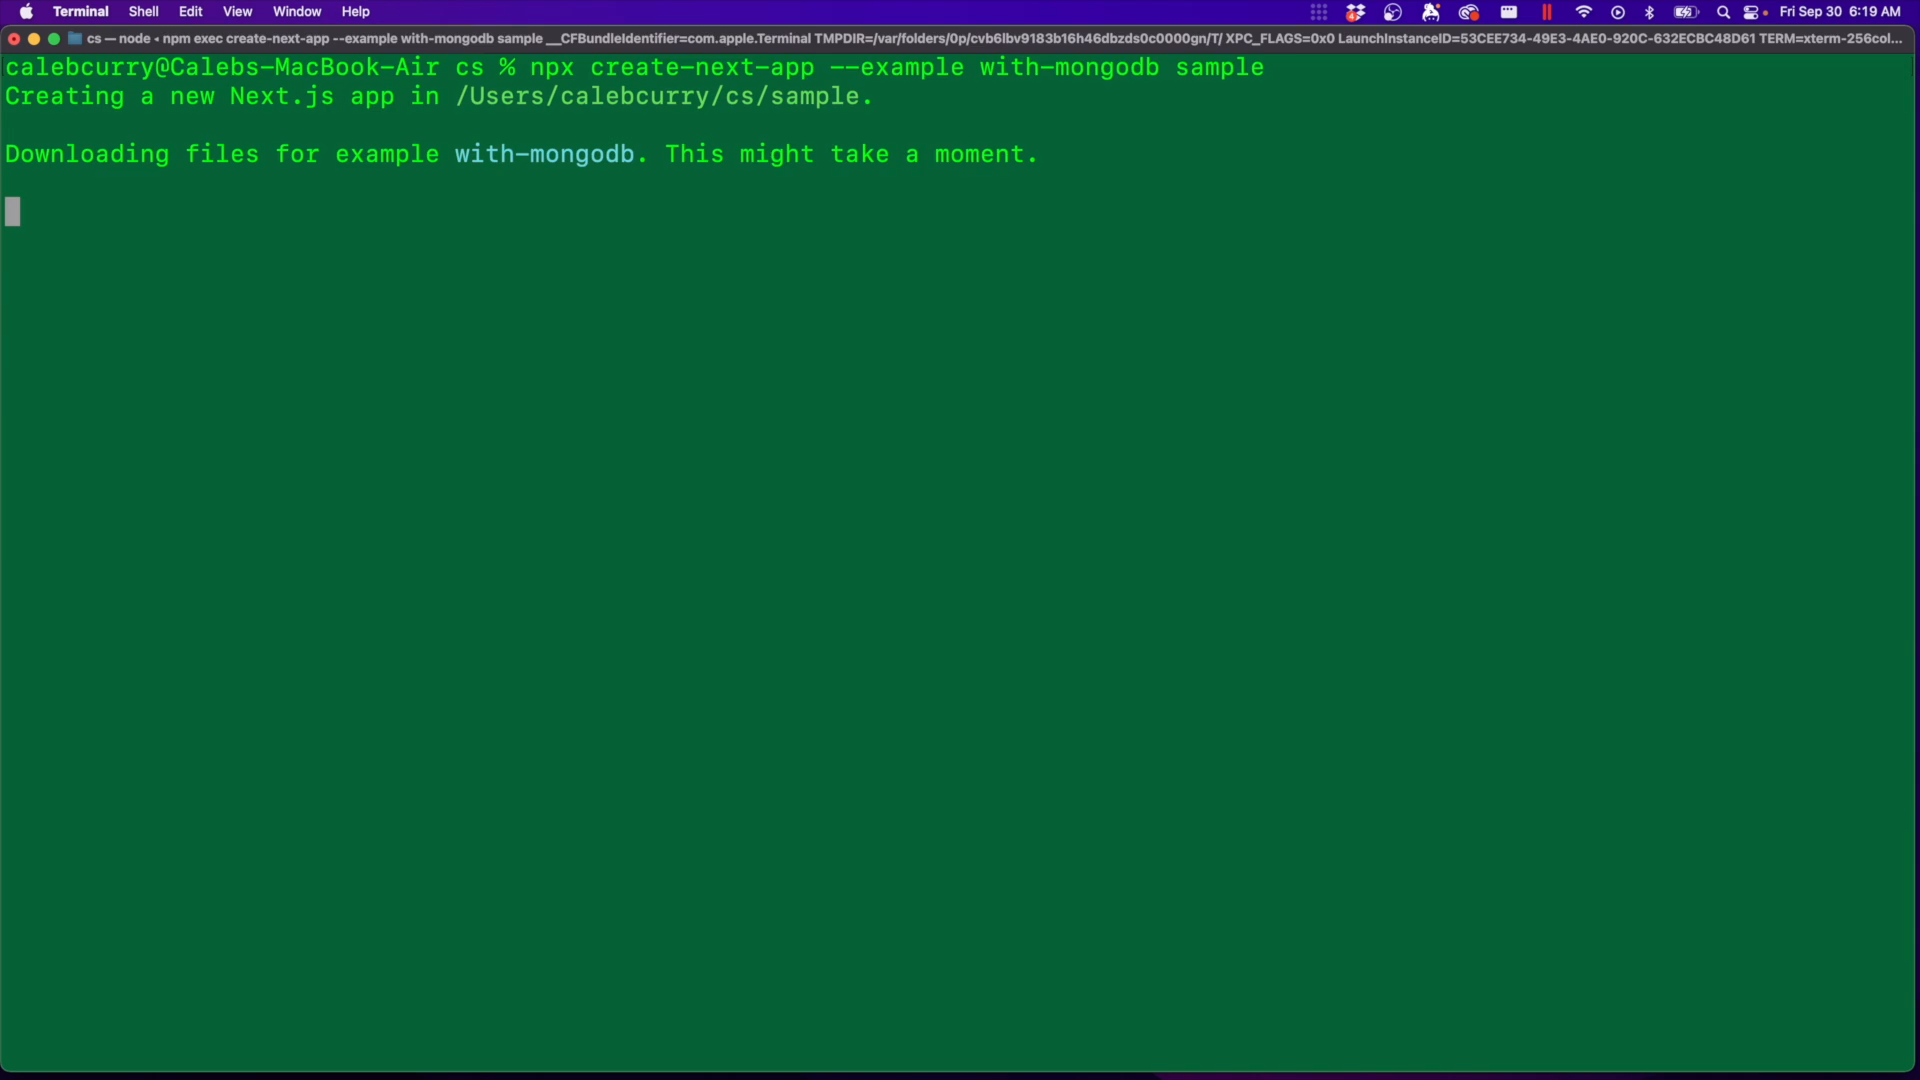 Terminal Shell Edit View Window Help Fri Sep 30 6:19 AM
cs — node ◂ npm exec create-next-app --example with-mongodb sample __CFBundleIdentifier=com.apple.Terminal TMPDIR=/var/folders/0p/cvb6lbv9183b16h46dbzds0c0000gn/T/ XPC_FLAGS=0x0 LaunchInstanceID=53CEE734-49E3-4AE0-920C-632ECBC48D61 TERM=xterm-256col...
calebcurry@Calebs-MacBook-Air cs % npx create-next-app --example with-mongodb sample
Creating a new Next.js app in /Users/calebcurry/cs/sample.
Downloading files for example with-mongodb. This might take a moment.